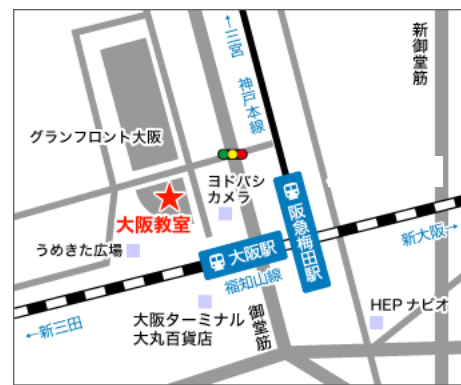 ←三宮
神戸本線
新御堂筋
グランフロント大阪
ヨドバシ
カメラ
大阪教室
うめきた広場
大阪駅
阪急梅田駅
新大阪→
福知山線
←新三田
大阪ターミナル
大丸百貨店
御堂筋
HEP ナビオ